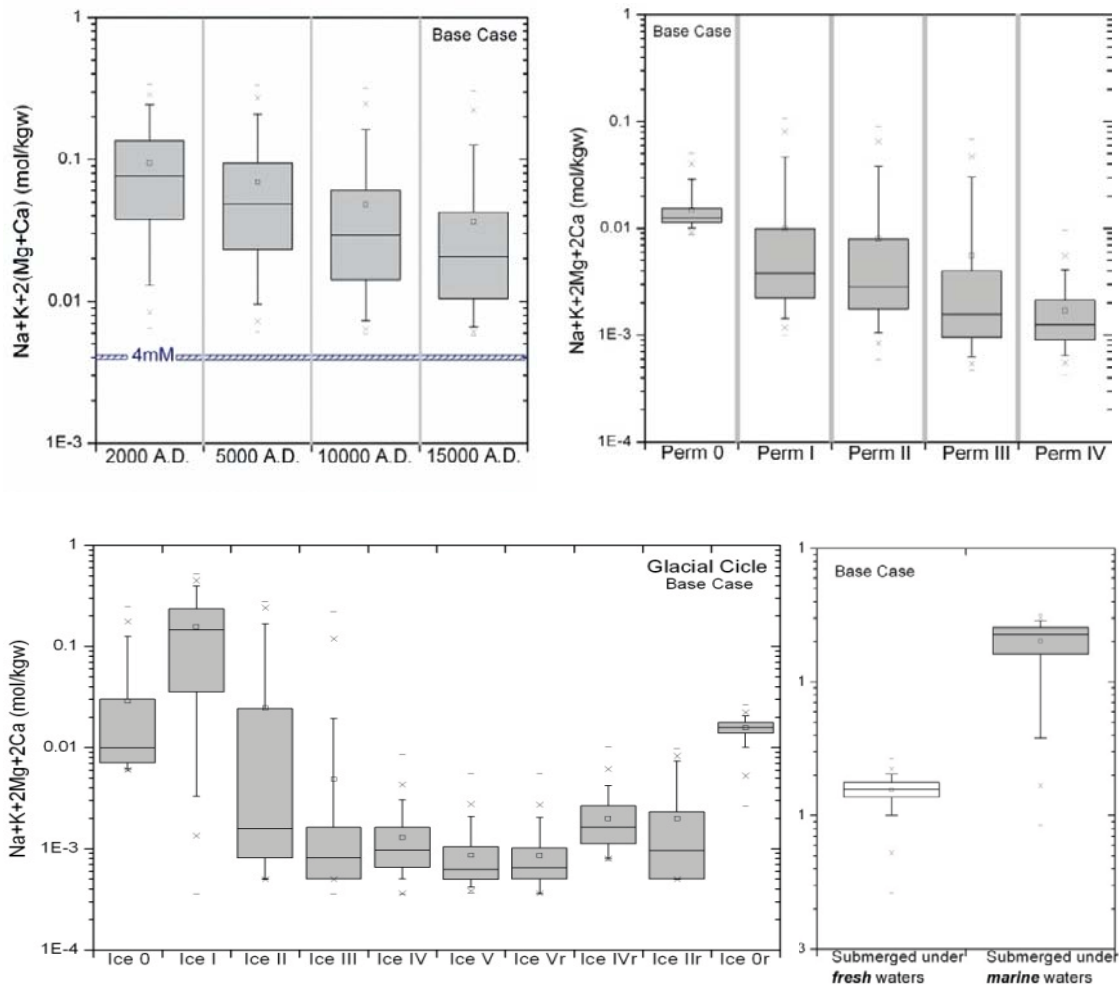 Na+K+2(Mg+Ca) (mol/kgw)
1
0.1
0.01
1E-3
Base Case
4mM
2000 A.D.
5000 A.D.
10000 A.D.
15000 A.D.
Na+K+2Mg+2Ca (mol/kgw)
1
0.1
0.01
1E-3
1E-4
Base Case
Perm 0
Perm I
Perm II
Perm III
Perm IV
Na+K+2Mg+2Ca (mol/kgw)
1
0.1
0.01
1E-3
1E-4
Glacial Cicle
Base Case
Ice 0
Ice I
Ice II
Ice III
Ice IV
Ice V
Ice Vr
Ice IVr
Ice IIr
Ice 0r
1
1
1
3
Base Case
Submerged under
fresh waters
Submerged under
marine waters